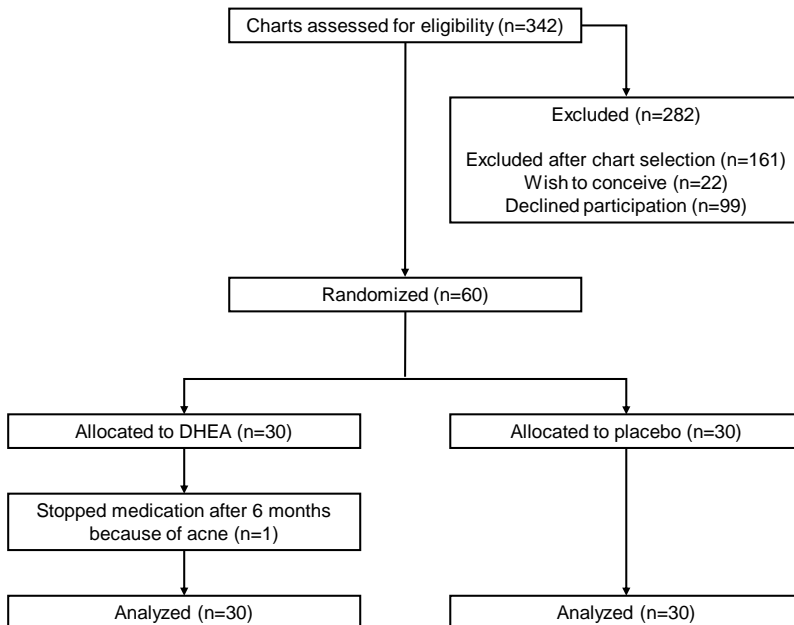 Charts assessed for eligibility (n=342)
Excluded (n=282)
Excluded after chart selection (n=161)
Wish to conceive (n=22)
Declined participation (n=99)
Randomized (n=60)
Allocated to DHEA (n=30)
Allocated to placebo (n=30)
Stopped medication after 6 months
because of acne (n=1)
Analyzed (n=30)
Analyzed (n=30)